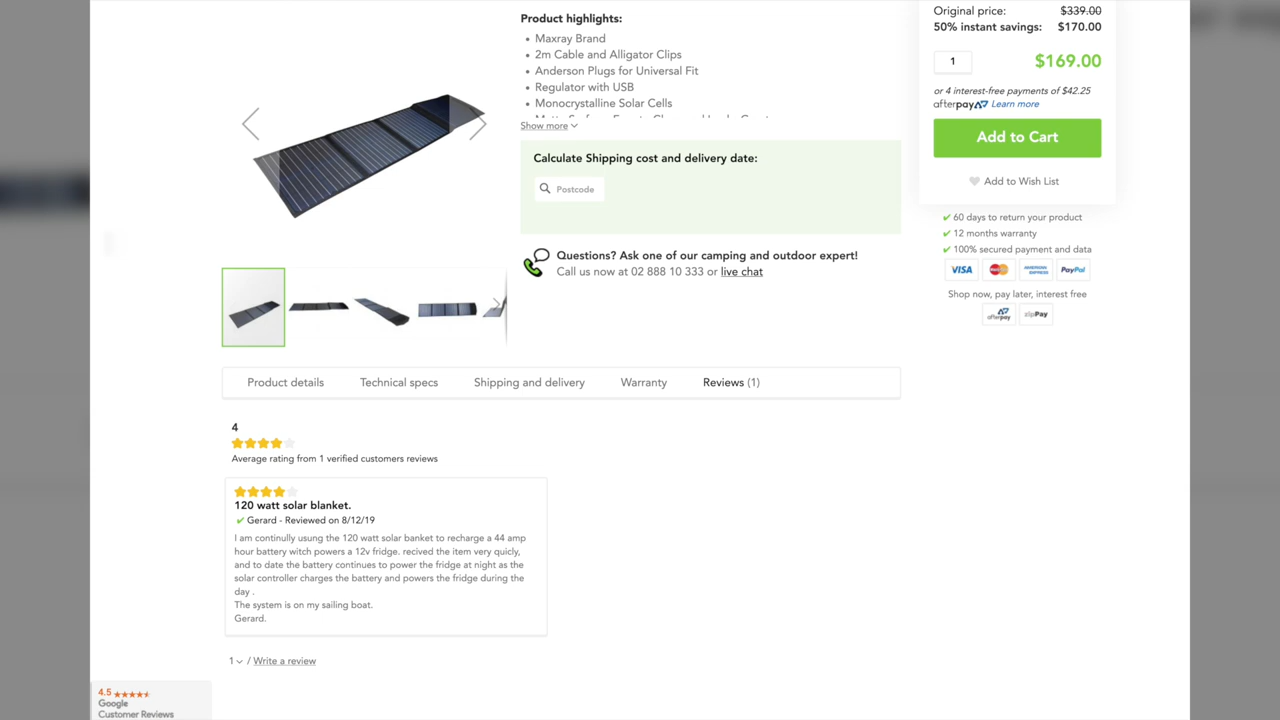 Product highlights:
Maxray Brand
2m Cable and Alligator Clips
Anderson Plugs for Universal Fit
Regulator with USB
Monocrystalline Solar Cells
Show more
Calculate Shipping cost and delivery date:
Postcode
Questions? Ask one of our camping and outdoor expert!
Call us now at 02 888 10 333 or live chat
Original price: $339.00
50% instant savings: $170.00
1 $169.00
or 4 interest-free payments of $42.25
afterpay Learn more
Add to Cart
Add to Wish List
60 days to return your product
12 months warranty
100% secured payment and data
VISA MasterCard AMERICAN EXPRESS PayPal
Shop now, pay later, interest free
afterpay zipPay
Product details Technical specs Shipping and delivery Warranty Reviews (1)
4
Average rating from 1 verified customers reviews
120 watt solar blanket.
Gerard - Reviewed on 8/12/19
I am continully usung the 120 watt solar banket to recharge a 44 amp
hour battery witch powers a 12v fridge. recived the item very quicly,
and to date the battery continues to power the fridge at night as the
solar controller charges the battery and powers the fridge during the
day .
The system is on my sailing boat.
Gerard.
1 / Write a review
4.5
Google
Customer Reviews